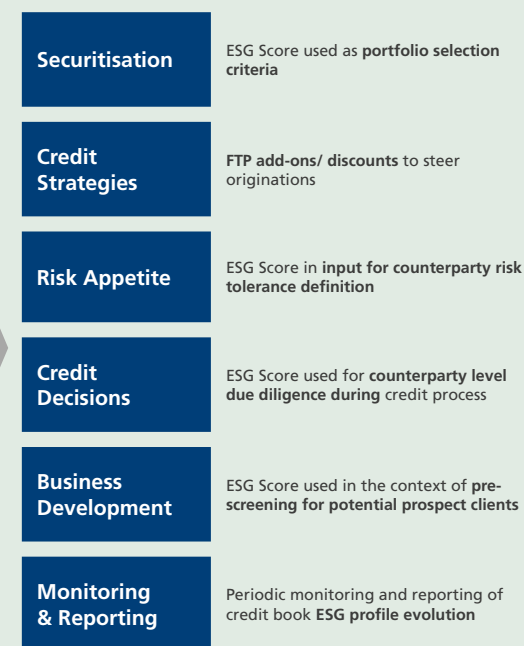 Securitisation
ESG Score used as portfolio selection
criteria
Credit
Strategies
FTP add-ons/ discounts to steer
originations
Risk Appetite
ESG Score in input for counterparty risk
tolerance definition
Credit
Decisions
ESG Score used for counterparty level
due diligence during credit process
Business
Development
ESG Score used in the context of pre-
screening for potential prospect clients
Monitoring
& Reporting
Periodic monitoring and reporting of
credit book ESG profile evolution